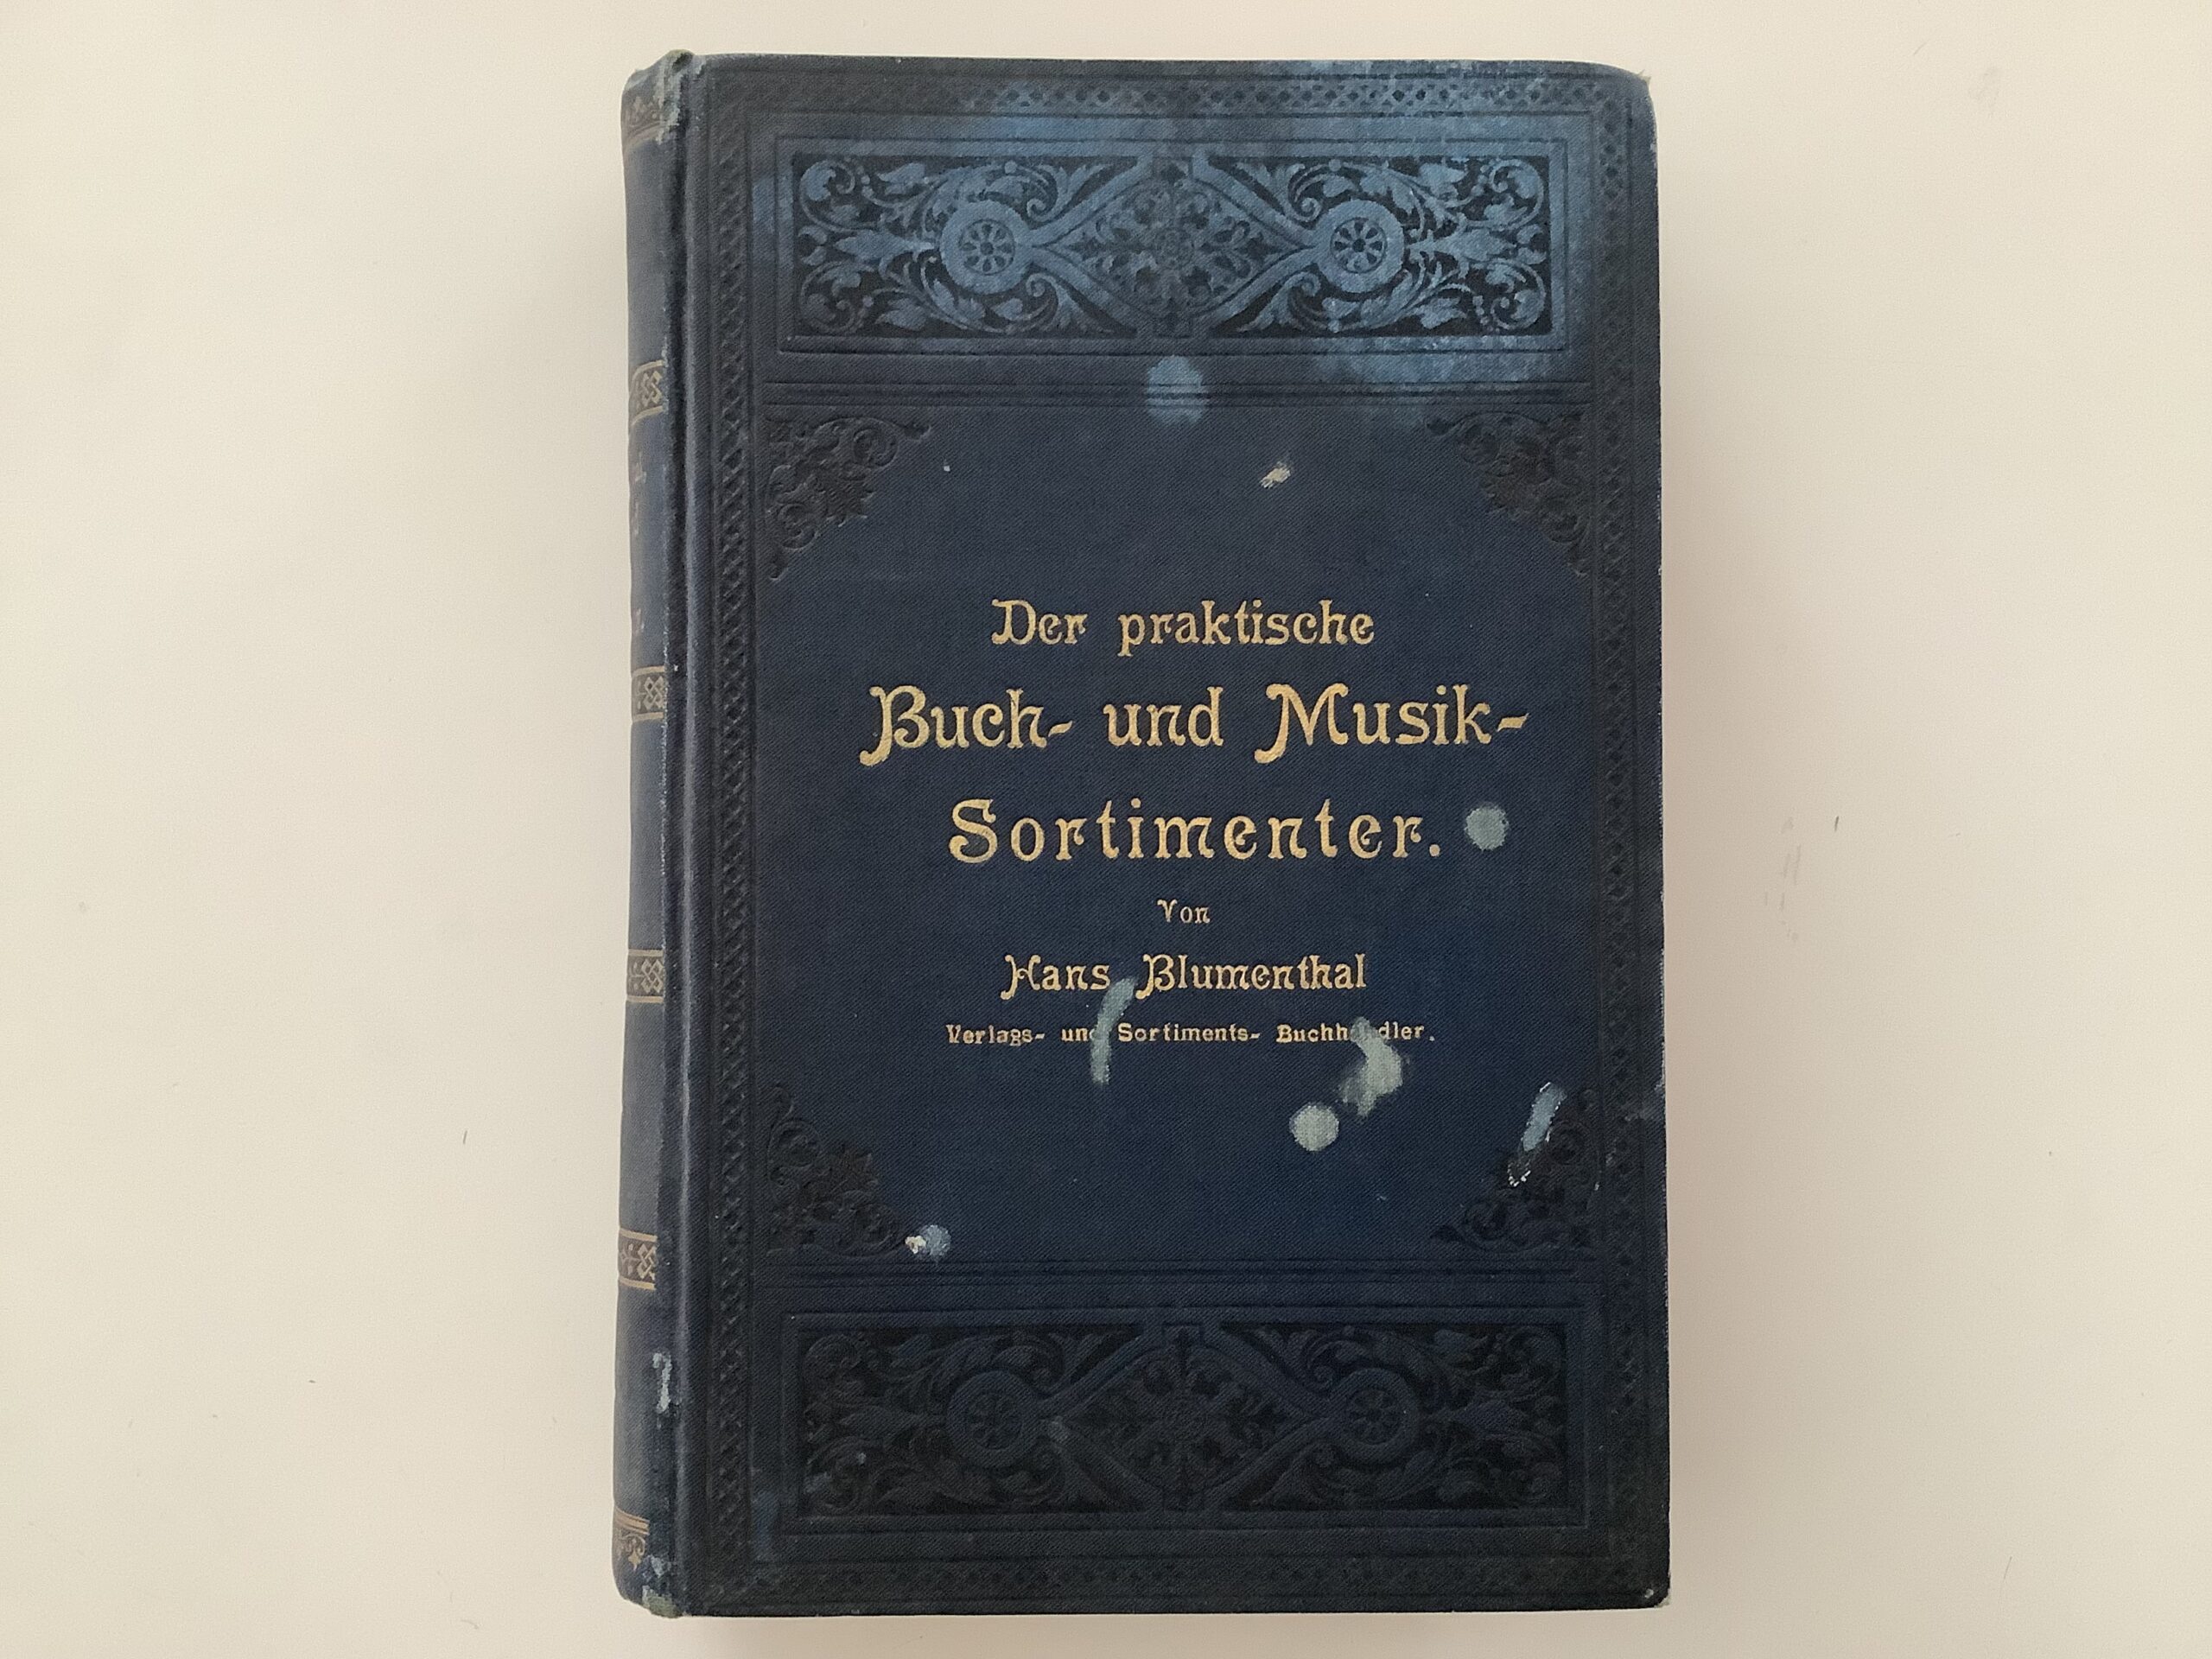 Der praktische
Buch- und Musik-
Sortimenter.
Von
Hans Blumenthal
Verlags- und Sortiments- Buchhändler.